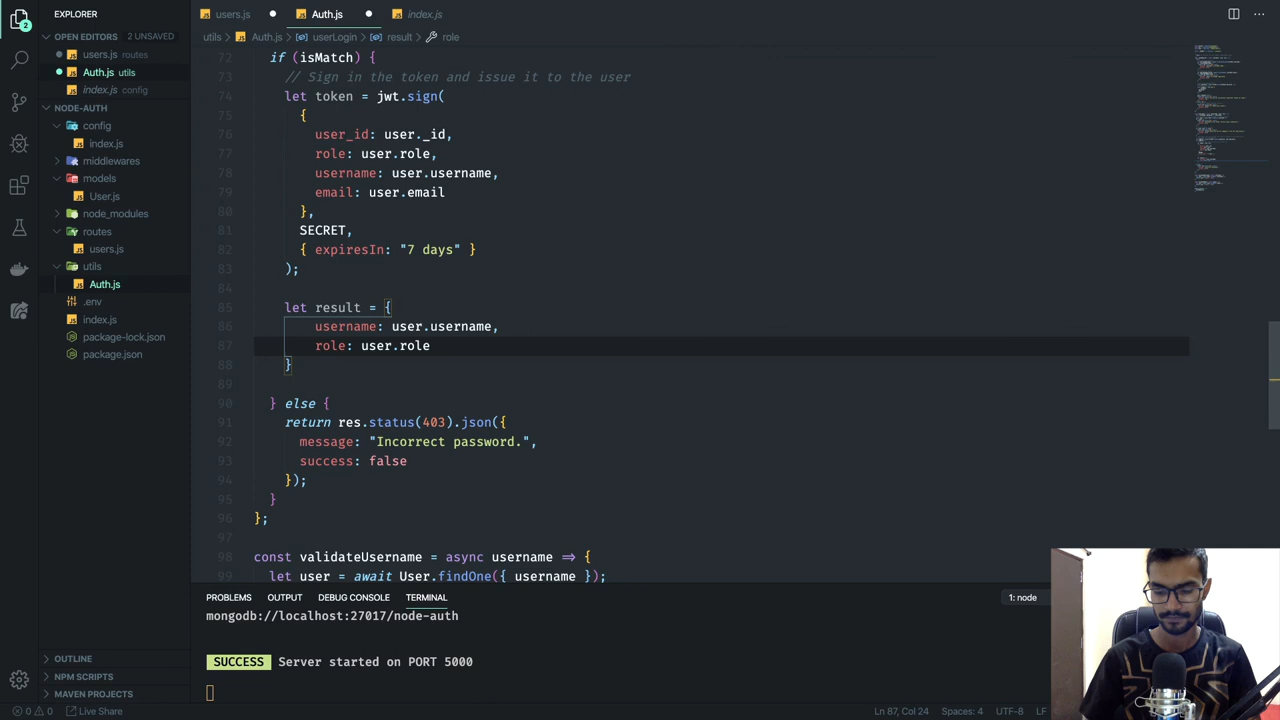 EXPLORER
users.js
Auth.js
index.js
OPEN EDITORS
2 UNSAVED
utils > Auth.js > userLogin > result > role
users.js routes
Auth.js utils
index.js config
NODE-AUTH
config
index.js
middlewares
models
User.js
node_modules
routes
users.js
utils
Auth.js
.env
index.js
package-lock.json
package.json
OUTLINE
NPM SCRIPTS
MAVEN PROJECTS
72 if (isMatch) {
73 // Sign in the token and issue it to the user
74 let token = jwt.sign(
75 {
76 user_id: user._id,
77 role: user.role,
78 username: user.username,
79 email: user.email
80 },
81 SECRET,
82 { expiresIn: "7 days" }
83 );
84
85 let result = {
86 username: user.username,
87 role: user.role
88 }
89
90 } else {
91 return res.status(403).json({
92 message: "Incorrect password.",
93 success: false
94 });
95 }
96 };
97
98 const validateUsername = async username => {
99 let user = await User.findOne({ username });
PROBLEMS
OUTPUT
DEBUG CONSOLE
TERMINAL
1: node
mongodb://localhost:27017/node-auth
SUCCESS Server started on PORT 5000
0 0
Live Share
Ln 87, Col 24
Spaces: 4
UTF-8
LF
2